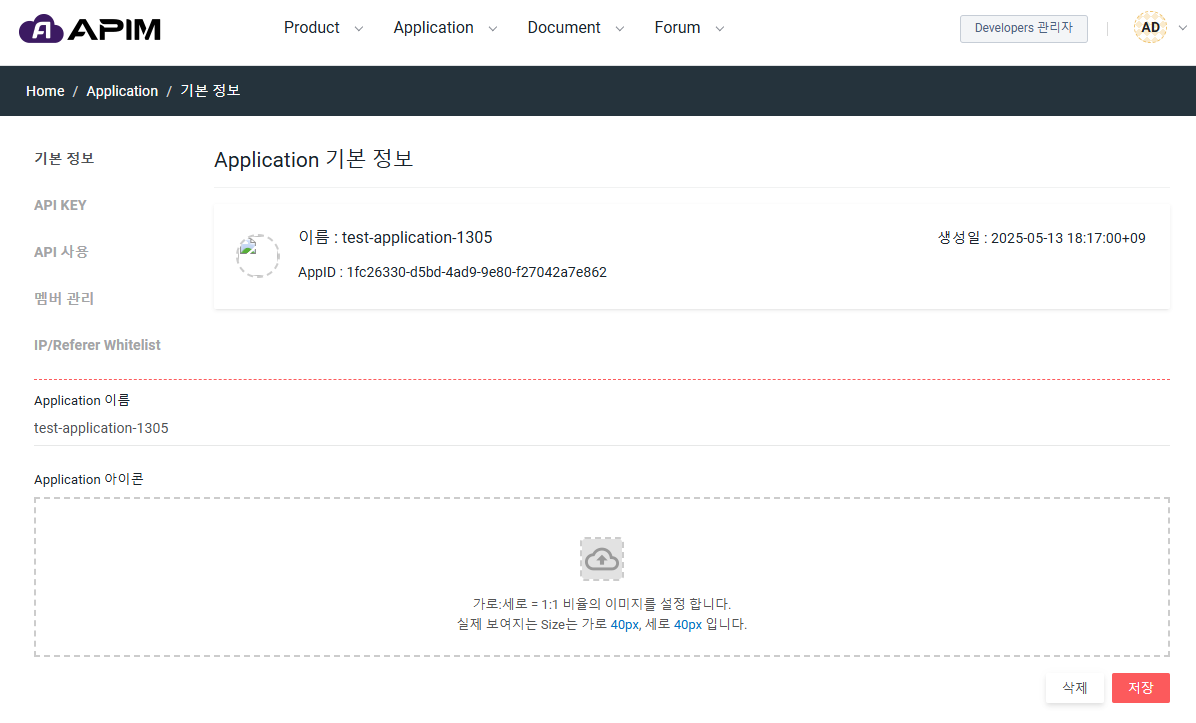 APIM
Product Application Document Forum Developers 관리자 AD
Home / Application / 기본 정보
기본 정보
API KEY
API 사용
멤버 관리
IP/Referer Whitelist
Application 기본 정보
이름 : test-application-1305
생성일 : 2025-05-13 18:17:00+09
AppID : 1fc26330-d5bd-4ad9-9e80-f27042a7e862
Application 이름
test-application-1305
Application 아이콘
가로:세로 = 1:1 비율의 이미지를 설정 합니다.
실제 보여지는 Size는 가로 40px, 세로 40px 입니다.
삭제 저장